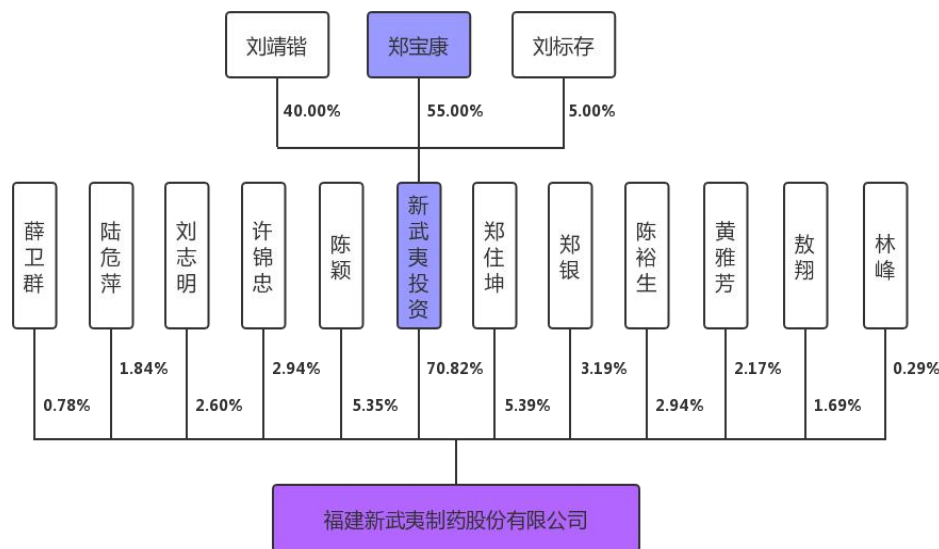 刘靖锴
郑宝康
刘标存
40.00%
55.00%
5.00%
薛卫群
陆危萍
刘志明
许锦忠
陈颖
新武夷投资
郑住坤
郑银
陈裕生
黄雅芳
敖翔
林峰
1.84%
2.94%
70.82%
3.19%
2.17%
0.29%
0.78%
2.60%
5.35%
5.39%
2.94%
1.69%
福建新武夷制药股份有限公司